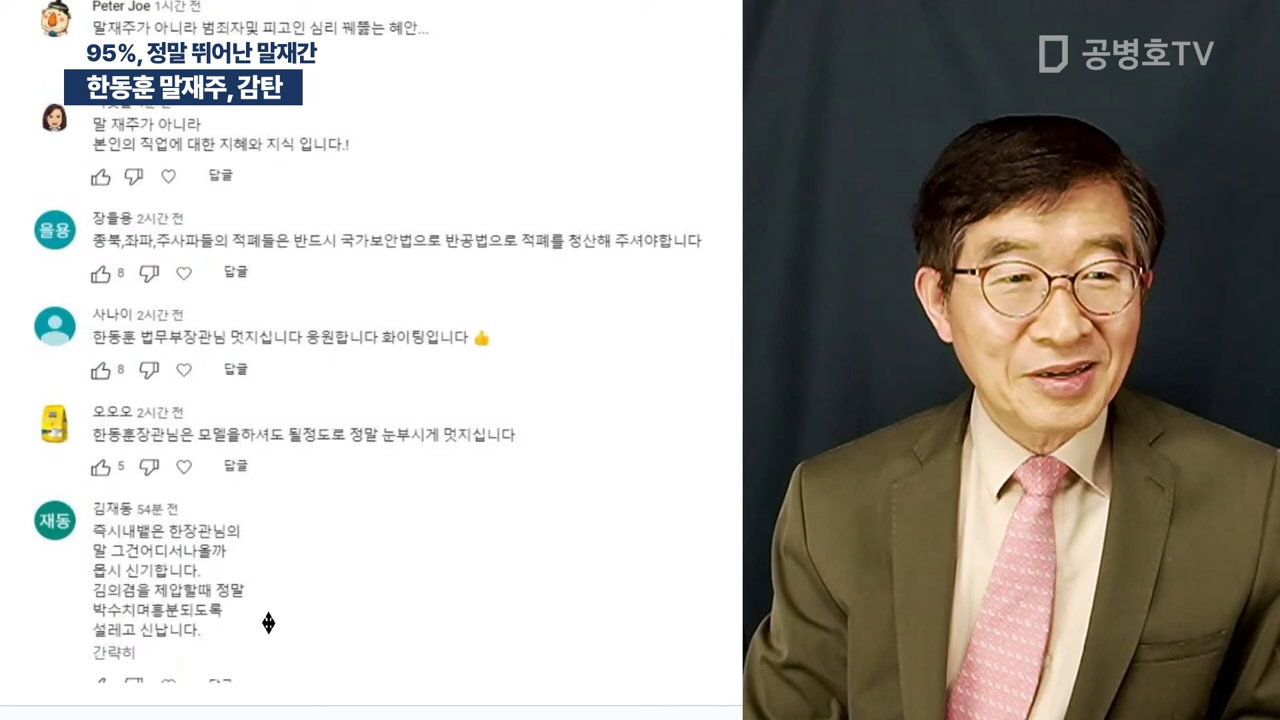 Peter Joe 1시간 전
말재주가 아니라 범죄자및 피고인 심리 꿰뚫는 혜안...
95%, 정말 뛰어난 말재간
한동훈 말재주, 감탄
공병호TV
말 재주가 아니라
본인의 직업에 대한 지혜와 지식 입니다.!
답글
을용
장을용 2시간 전
종북,좌파,주사파들의 적폐들은 반드시 국가보안법으로 반공법으로 적폐를 청산해 주셔야합니다
8
답글
사나이 2시간 전
한동훈 법무부장관님 멋지십니다 응원합니다 화이팅입니다 👍
8
답글
오오오 2시간 전
한동훈장관님은 모델을하셔도 될정도로 정말 눈부시게 멋지십니다
5
답글
재동
김재동 54분 전
즉시내뱉은 한장관님의
말 그건어디서나올까
몹시 신기합니다.
김의겸을 제압할때 정말
박수치며흥분되도록
설레고 신납니다.
간략히